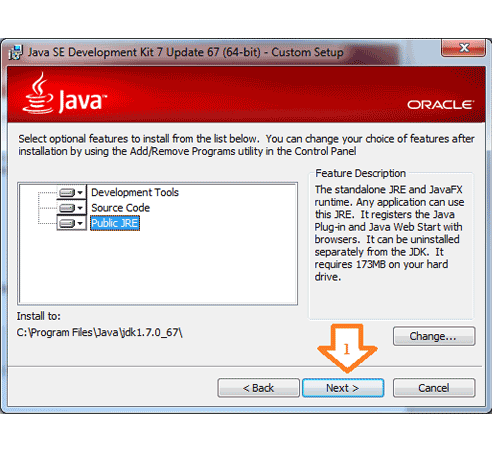 Java SE Development Kit 7 Update 67 (64-bit) - Custom Setup
Java™
ORACLE
Select optional features to install from the list below. You can change your choice of features after
installation by using the Add/Remove Programs utility in the Control Panel
Development Tools
Source Code
Public JRE
Feature Description
The standalone JRE and JavaFX
runtime. Any application can use
this JRE. It registers the Java
Plug-in and Java Web Start with
browsers. It can be uninstalled
separately from the JDK. It
requires 173MB on your hard
drive.
Install to:
C:\Program Files\Java\jdk1.7.0_67\
1
Change...
< Back
Next >
Cancel